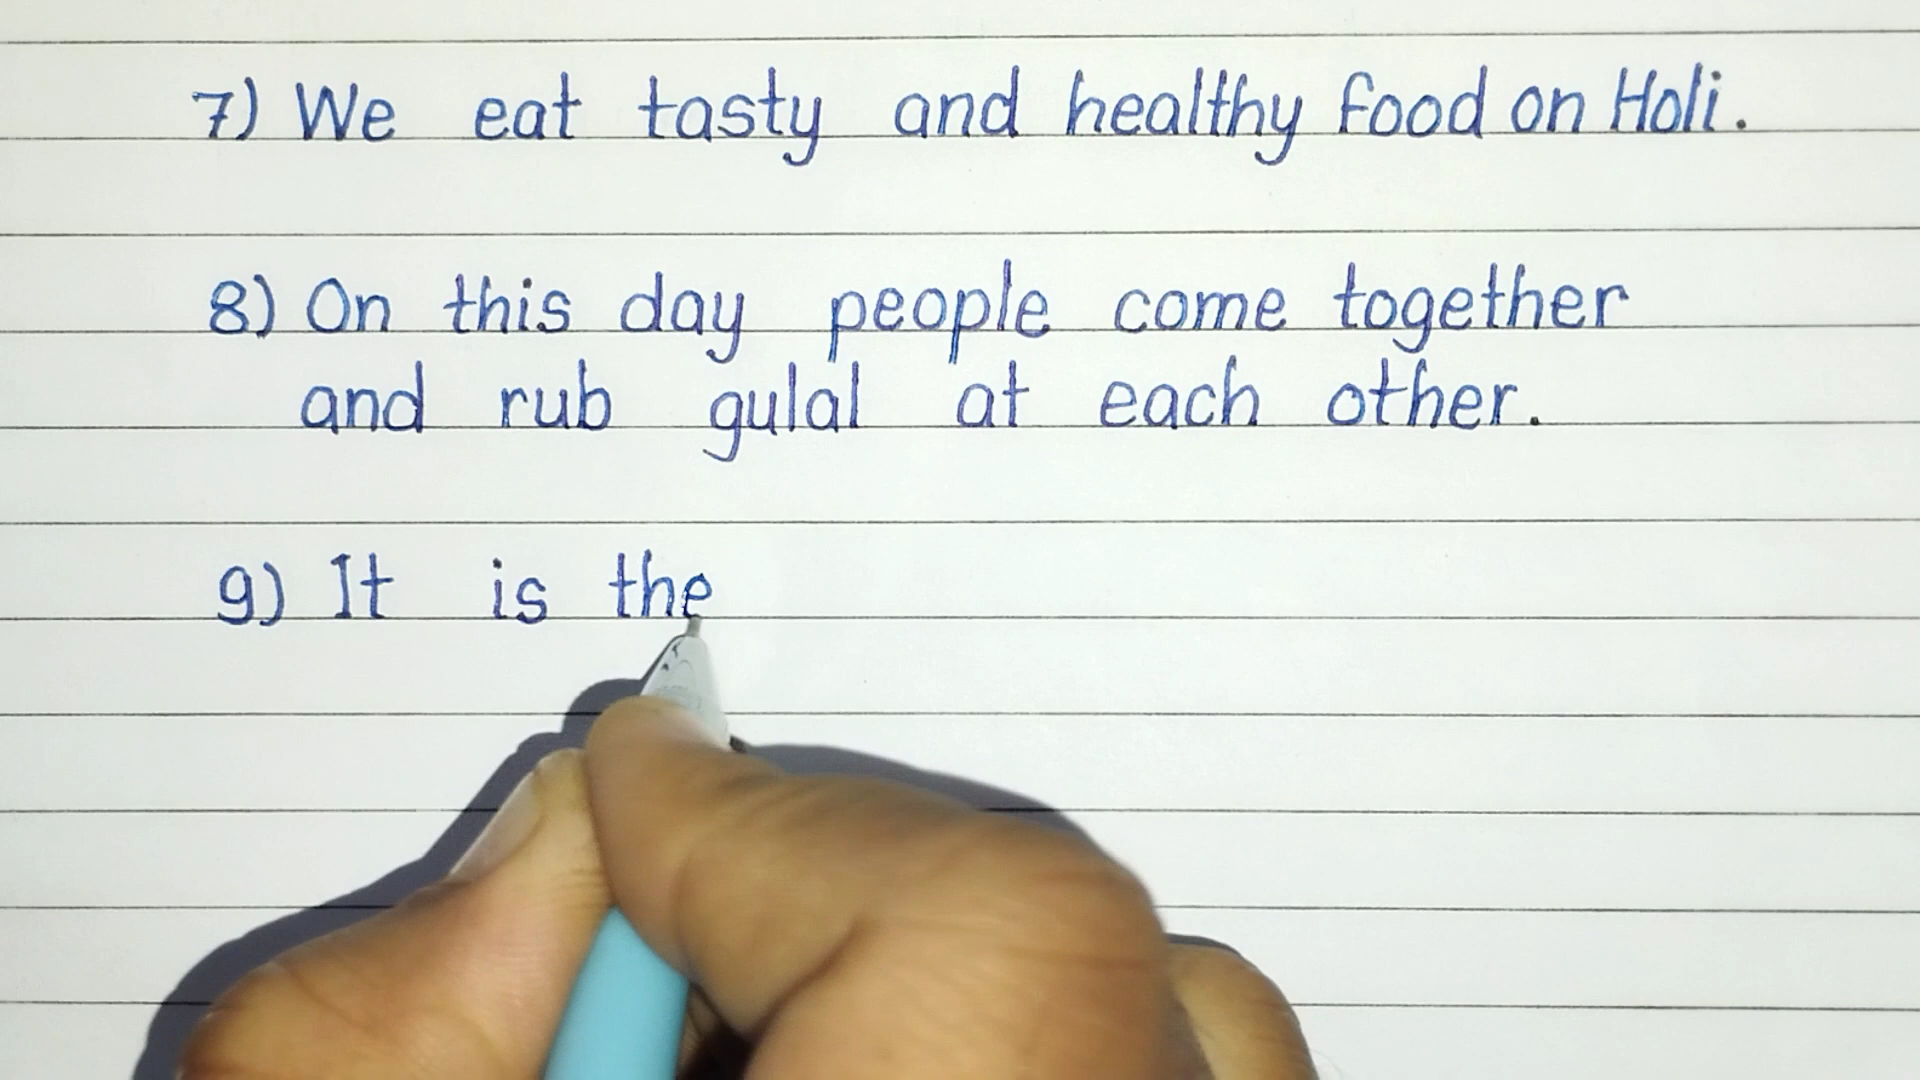 7) We eat tasty and healthy food on Holi.
8) On this day people come together
and rub gulal at each other.
9) It is the